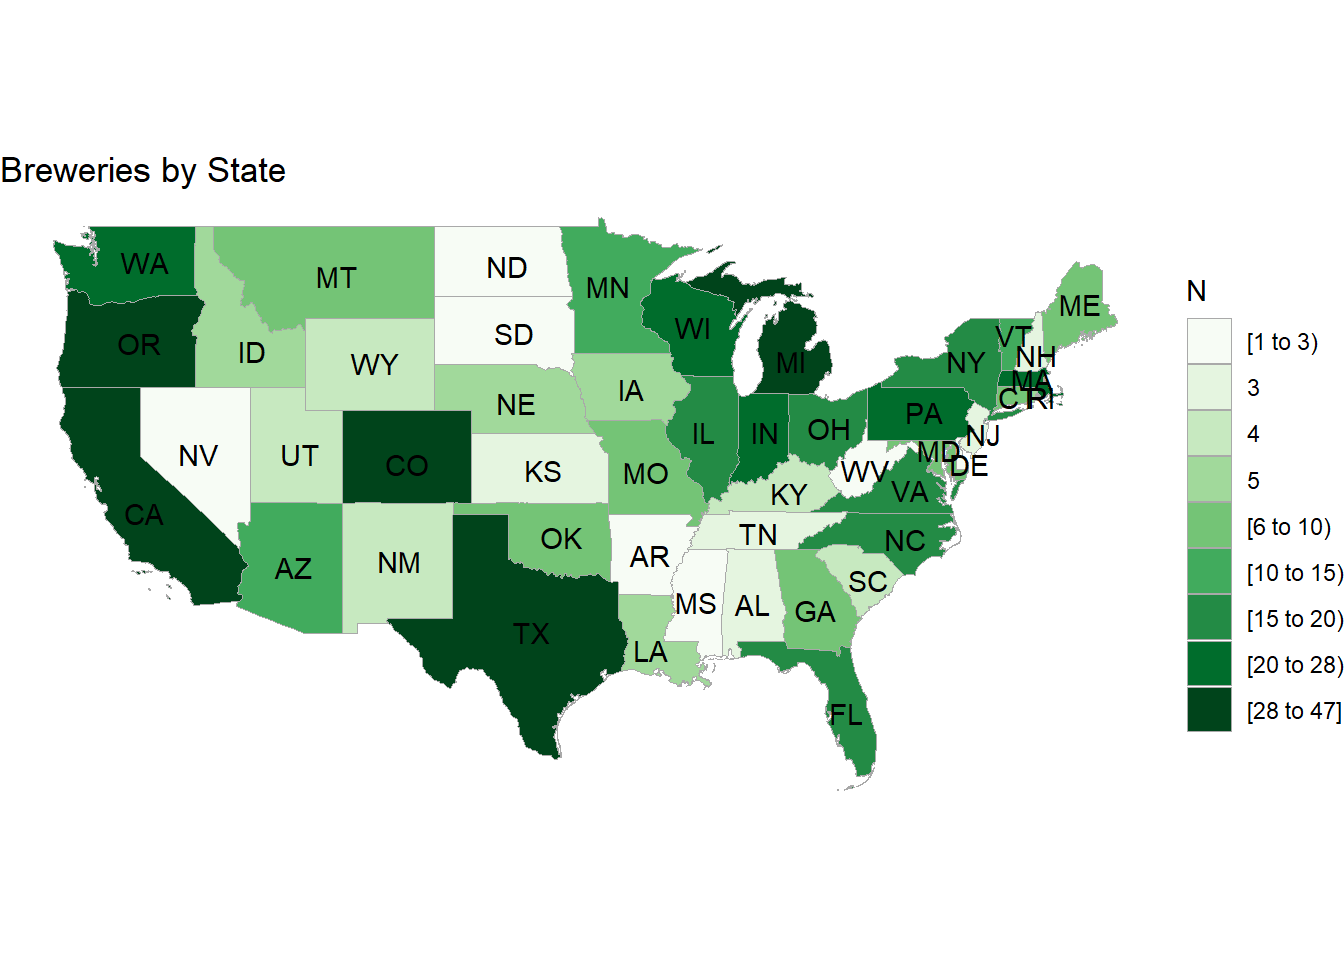 Breweries by State
WA
MT
ND
MN
ME
OR
ID
WY
SD
WI
MI
NY
VT
NH
MA
CT
RI
NE
IA
PA
NV
UT
CO
KS
MO
IL
IN
OH
NJ
MD
DE
WV
VA
KY
CA
AZ
NM
OK
AR
TN
NC
SC
MS
AL
GA
TX
LA
FL
N
[1 to 3)
3
4
5
[6 to 10)
[10 to 15)
[15 to 20)
[20 to 28)
[28 to 47]